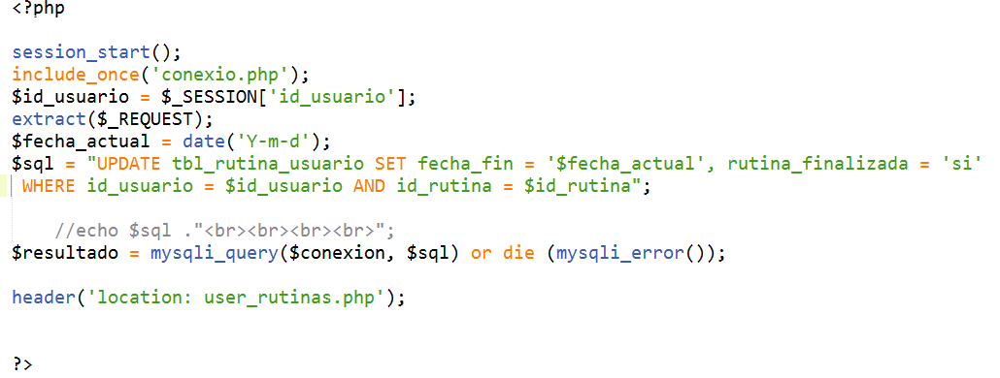 <?php
session_start();
include_once('conexio.php');
$id_usuario = $_SESSION['id_usuario'];
extract($_REQUEST);
$fecha_actual = date('Y-m-d');
$sql = "UPDATE tbl_rutina_usuario SET fecha_fin = '$fecha_actual', rutina_finalizada = 'si'
WHERE id_usuario = $id_usuario AND id_rutina = $id_rutina";
//echo $sql ."<br><br><br><br>";
$resultado = mysqli_query($conexion, $sql) or die (mysqli_error());
header('location: user_rutinas.php');
?>